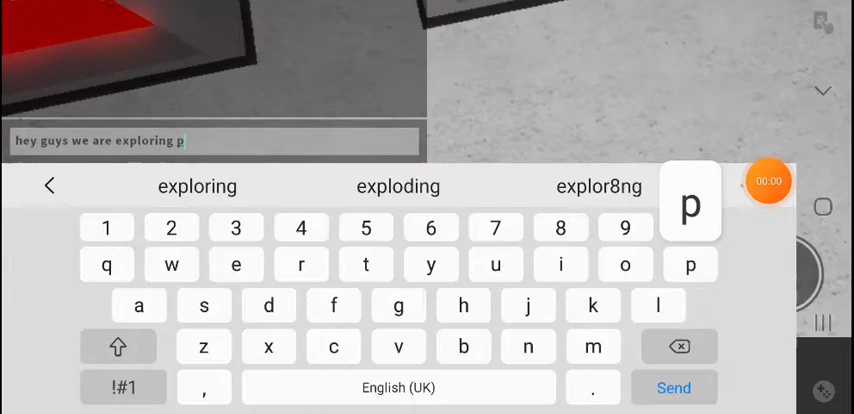 hey guys we are exploring p
exploring exploding explor8ng p 00:00
1 2 3 4 5 6 7 8 9
q w e r t y u i o p
a s d f g h j k l
z x c v b n m
!#1 , English (UK) . Send